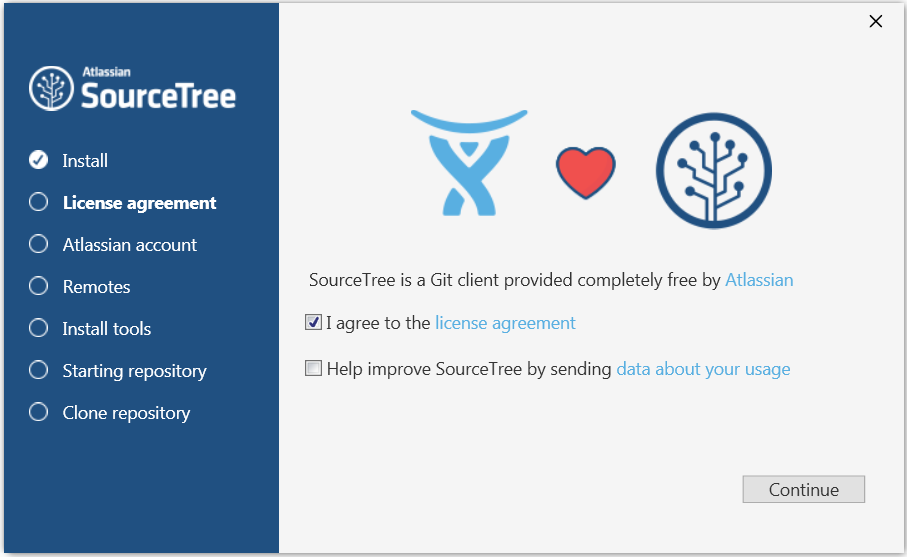 Atlassian
SourceTree
Install
License agreement
Atlassian account
Remotes
Install tools
Starting repository
Clone repository
SourceTree is a Git client provided completely free by Atlassian
I agree to the license agreement
Help improve SourceTree by sending data about your usage
Continue